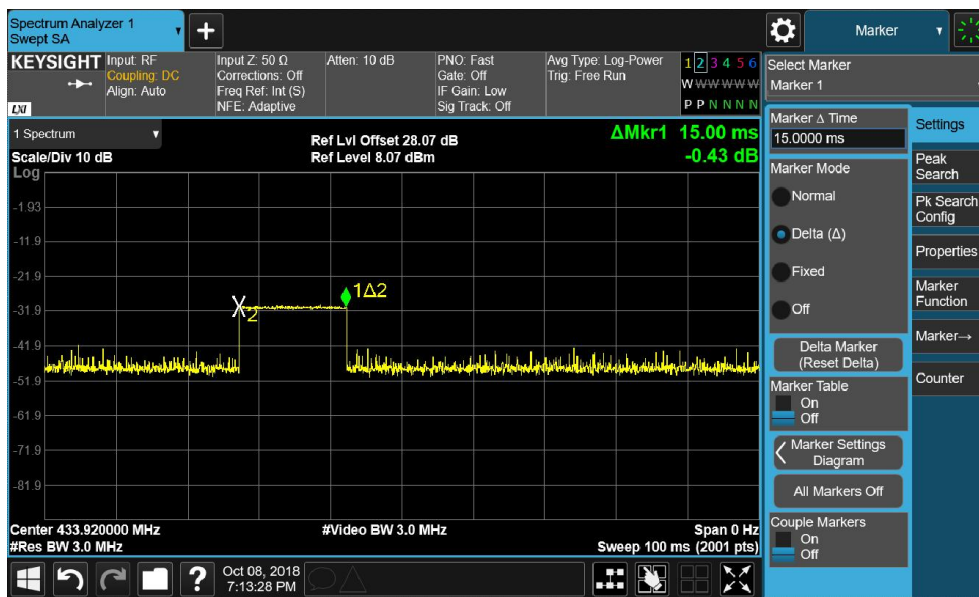 Spectrum Analyzer 1
Swept SA
Marker
KEYSIGHT
LXI
Input: RF
Coupling: DC
Align: Auto
Input Z: 50 Ω
Corrections: Off
Freq Ref: Int (S)
NFE: Adaptive
Atten: 10 dB
PNO: Fast
Gate: Off
IF Gain: Low
Sig Track: Off
Avg Type: Log-Power
Trig: Free Run
1 2 3 4 5 6
W W W W W W
P P N N N N
Select Marker
Marker 1
1 Spectrum
Scale/Div 10 dB
Ref Lvl Offset 28.07 dB
Ref Level 8.07 dBm
ΔMkr1 15.00 ms
-0.43 dB
Log
-1.93
-11.9
-21.9
-31.9
-41.9
-51.9
-61.9
-71.9
-81.9
2
1Δ2
Center 433.920000 MHz
#Res BW 3.0 MHz
#Video BW 3.0 MHz
Span 0 Hz
Sweep 100 ms (2001 pts)
Marker Δ Time
15.0000 ms
Marker Mode
Normal
Delta (Δ)
Fixed
Off
Delta Marker
(Reset Delta)
Marker Table
On
Off
Marker Settings
Diagram
All Markers Off
Couple Markers
On
Off
Settings
Peak
Search
Pk Search
Config
Properties
Marker
Function
Marker→
Counter
?
Oct 08, 2018
7:13:28 PM